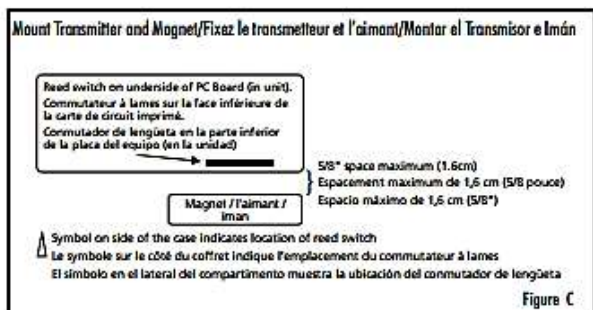 Mount Transmitter and Magnet/Fixez le transmetteur et l'aimant/Montar el Transmisor e Imán
Reed switch on underside of PC Board (in unit).
Commutateur à lames sur la face inférieure de
la carte de circuit imprimé.
Conmutador de lengüeta en la parte inferior
de la placa del equipo (en la unidad)
5/8" space maximum (1.6cm)
Espacement maximum de 1,6 cm (5/8 pouce)
Espacio máximo de 1,6 cm (5/8")
Magnet / l'aimant /
iman
Symbol on side of the case indicates location of reed switch
Le symbole sur le côté du coffret indique l'emplacement du commutateur à lames
El símbolo en el lateral del compartimento muestra la ubicación del conmutador de lengüeta
Figure C